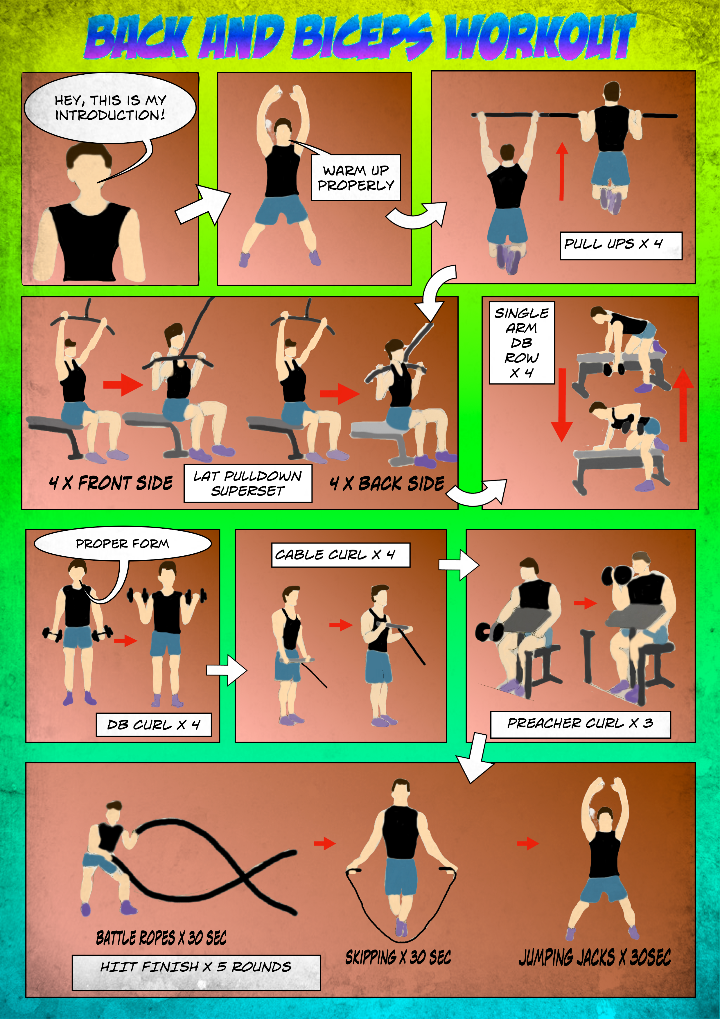 BACK AND BICEPS WORKOUT
HEY, THIS IS MY
INTRODUCTION!
WARM UP
PROPERLY
PULL UPS X 4
4 X FRONT SIDE
LAT PULLDOWN
SUPERSET
4 X BACK SIDE
SINGLE
ARM
DB
ROW
X 4
PROPER FORM
DB CURL X 4
CABLE CURL X 4
PREACHER CURL X 3
BATTLE ROPES X 30 SEC
HIIT FINISH X 5 ROUNDS
SKIPPING X 30 SEC
JUMPING JACKS X 30SEC